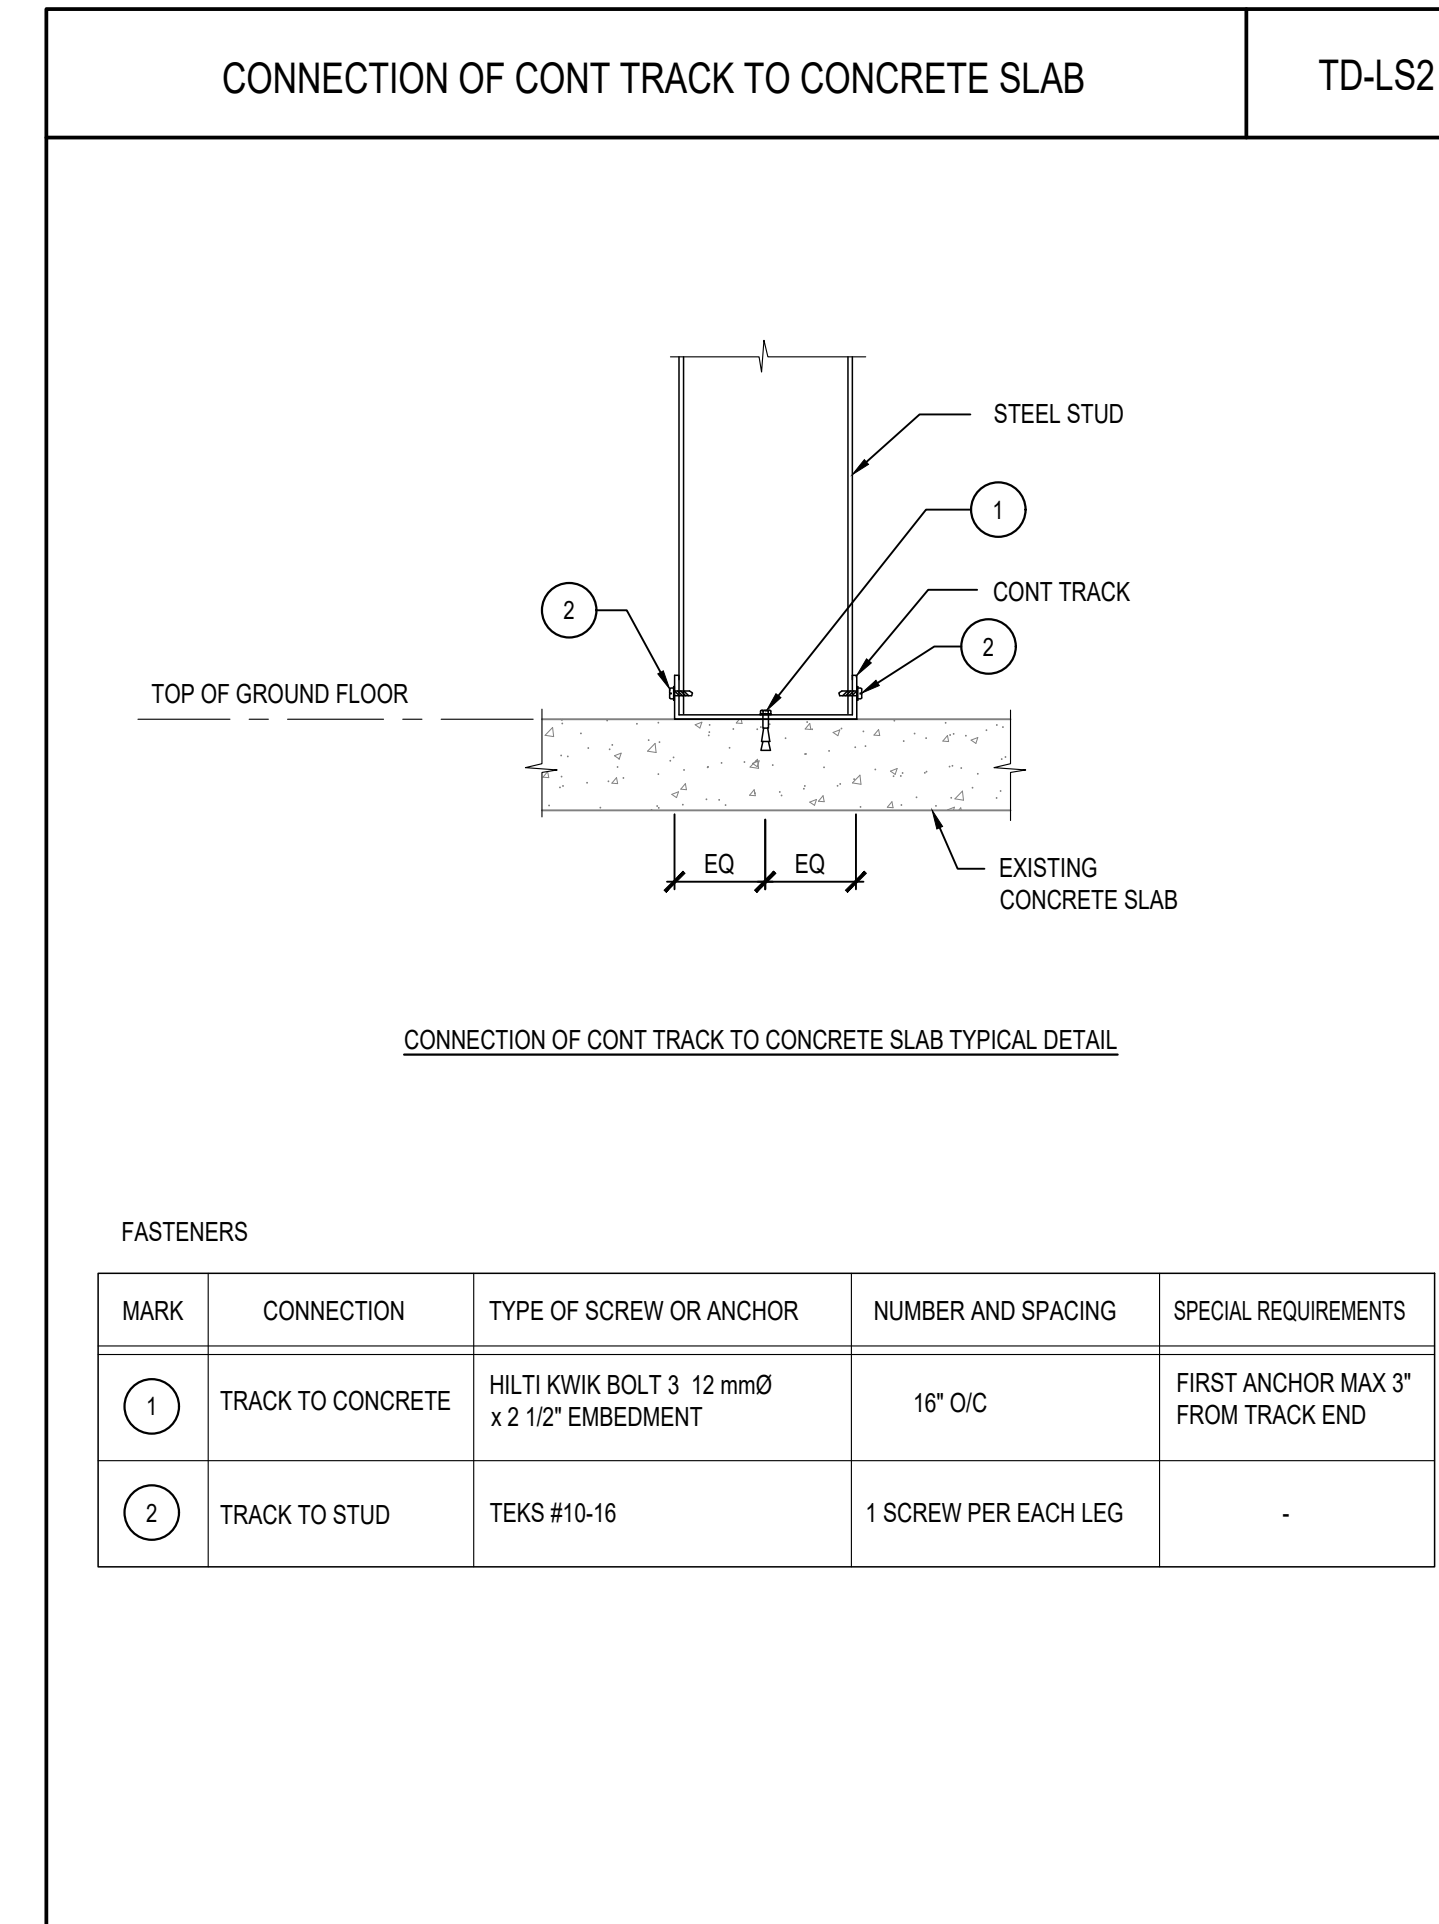 CONNECTION OF CONT TRACK TO CONCRETE SLAB
TD-LS2
STEEL STUD
1
CONT TRACK
2
2
TOP OF GROUND FLOOR
EQ
EQ
EXISTING
CONCRETE SLAB
CONNECTION OF CONT TRACK TO CONCRETE SLAB TYPICAL DETAIL
FASTENERS
MARK
CONNECTION
TYPE OF SCREW OR ANCHOR
NUMBER AND SPACING
SPECIAL REQUIREMENTS
1
TRACK TO CONCRETE
HILTI KWIK BOLT 3 12 mmØ
x 2 1/2" EMBEDMENT
16" O/C
FIRST ANCHOR MAX 3"
FROM TRACK END
2
TRACK TO STUD
TEKS #10-16
1 SCREW PER EACH LEG
-